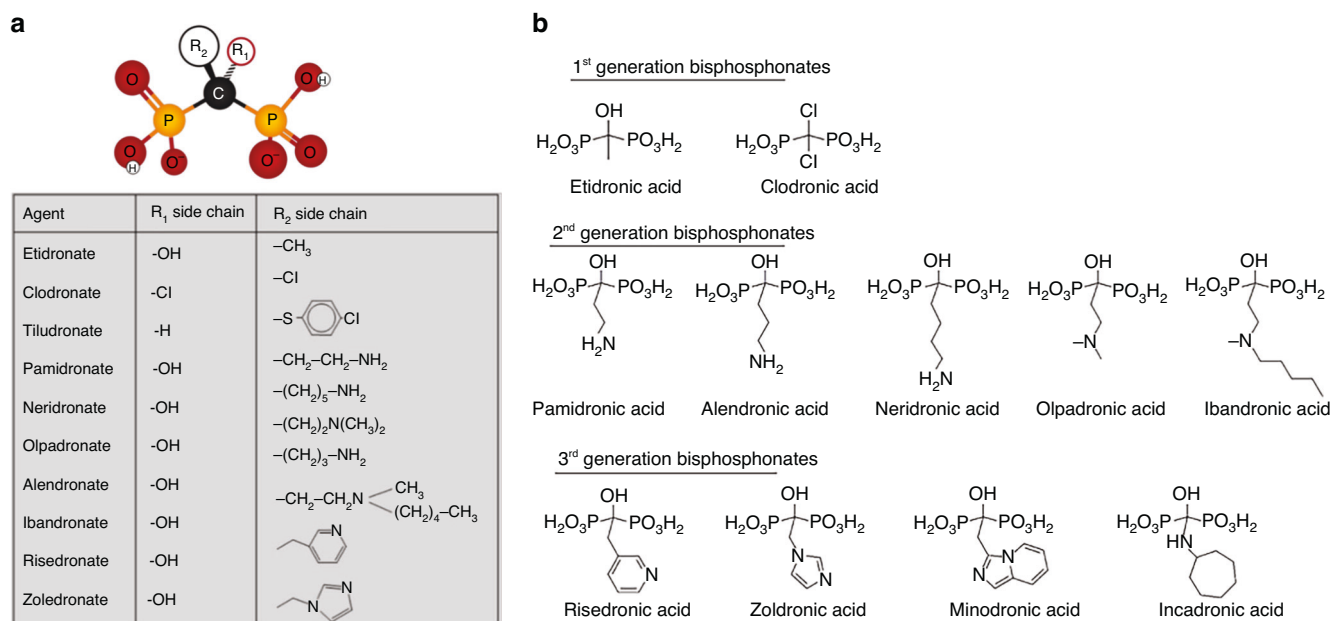 a
R2
R1
O
C
O
H
P
P
O
H
O−
O−
O
Agent R1 side chain R2 side chain
Etidronate -OH –CH3
Clodronate -Cl –Cl
Tiludronate -H –S Cl
Pamidronate -OH –CH2–CH2–NH2
Neridronate -OH –(CH2)5–NH2
Olpadronate -OH –(CH2)2N(CH3)2
Alendronate -OH –(CH2)3–NH2
Ibandronate -OH –CH2–CH2N CH3 (CH2)4–CH3
Risedronate -OH N
Zoledronate -OH N N
b
1st generation bisphosphonates
OH Cl
H2O3P PO3H2 H2O3P PO3H2
Cl
Etidronic acid Clodronic acid
2nd generation bisphosphonates
OH OH OH OH OH
H2O3P PO3H2 H2O3P PO3H2 H2O3P PO3H2 H2O3P PO3H2 H2O3P PO3H2
H2N NH2 H2N N N
Pamidronic acid Alendronic acid Neridronic acid Olpadronic acid Ibandronic acid
3rd generation bisphosphonates
OH OH OH OH
H2O3P PO3H2 H2O3P PO3H2 H2O3P PO3H2 H2O3P PO3H2
N N N N N HN
Risedronic acid Zoldronic acid Minodronic acid Incadronic acid